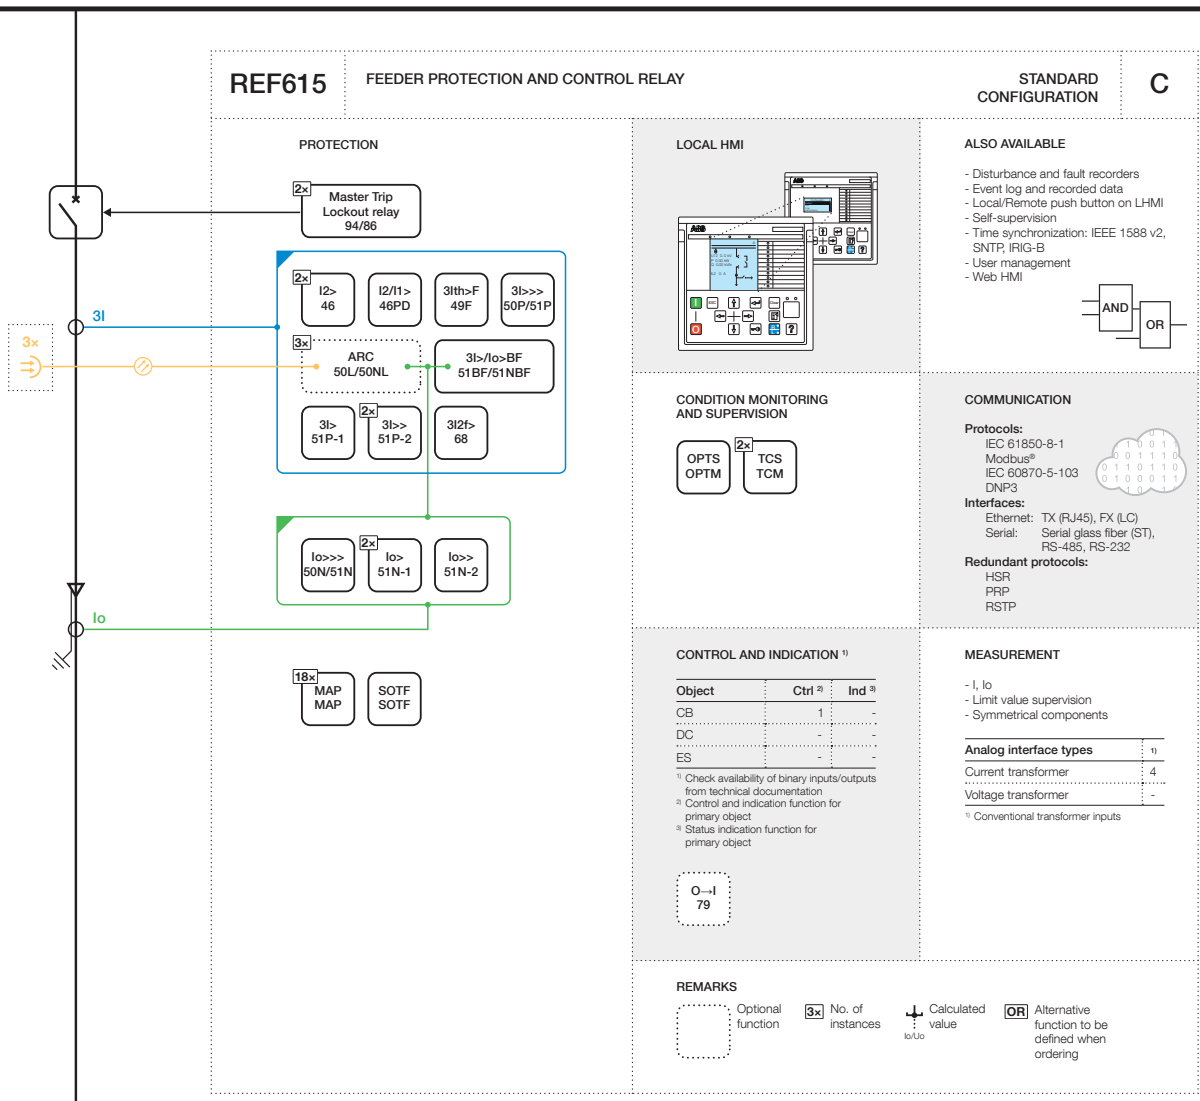 REF615
FEEDER PROTECTION AND CONTROL RELAY
STANDARD
CONFIGURATION
C
PROTECTION
2×
Master Trip
Lockout relay
94/86
3I
3×
2×
I2>
46
I2/I1>
46PD
3Ith>F
49F
3I>>>
50P/51P
3×
ARC
50L/50NL
3I>/Io>BF
51BF/51NBF
3I>
51P-1
2×
3I>>
51P-2
3I2f>
68
Io>>>
50N/51N
2×
Io>
51N-1
Io>>
51N-2
Io
18×
MAP
MAP
SOTF
SOTF
LOCAL HMI
ABB
ABB
ALSO AVAILABLE
- Disturbance and fault recorders
- Event log and recorded data
- Local/Remote push button on LHMI
- Self-supervision
- Time synchronization: IEEE 1588 v2,
SNTP, IRIG-B
- User management
- Web HMI
AND
OR
CONDITION MONITORING
AND SUPERVISION
OPTS
OPTM
2×
TCS
TCM
COMMUNICATION
Protocols:
IEC 61850-8-1
Modbus®
IEC 60870-5-103
DNP3
Interfaces:
Ethernet: TX (RJ45), FX (LC)
Serial: Serial glass fiber (ST),
RS-485, RS-232
Redundant protocols:
HSR
PRP
RSTP
CONTROL AND INDICATION 1)
Object Ctrl 2) Ind 3)
CB 1 -
DC - -
ES - -
1) Check availability of binary inputs/outputs
from technical documentation
2) Control and indication function for
primary object
3) Status indication function for
primary object
O→I
79
MEASUREMENT
- I, Io
- Limit value supervision
- Symmetrical components
Analog interface types 1)
Current transformer 4
Voltage transformer -
1) Conventional transformer inputs
REMARKS
Optional
function
3×
No. of
instances
Io/Uo
Calculated
value
OR
Alternative
function to be
defined when
ordering